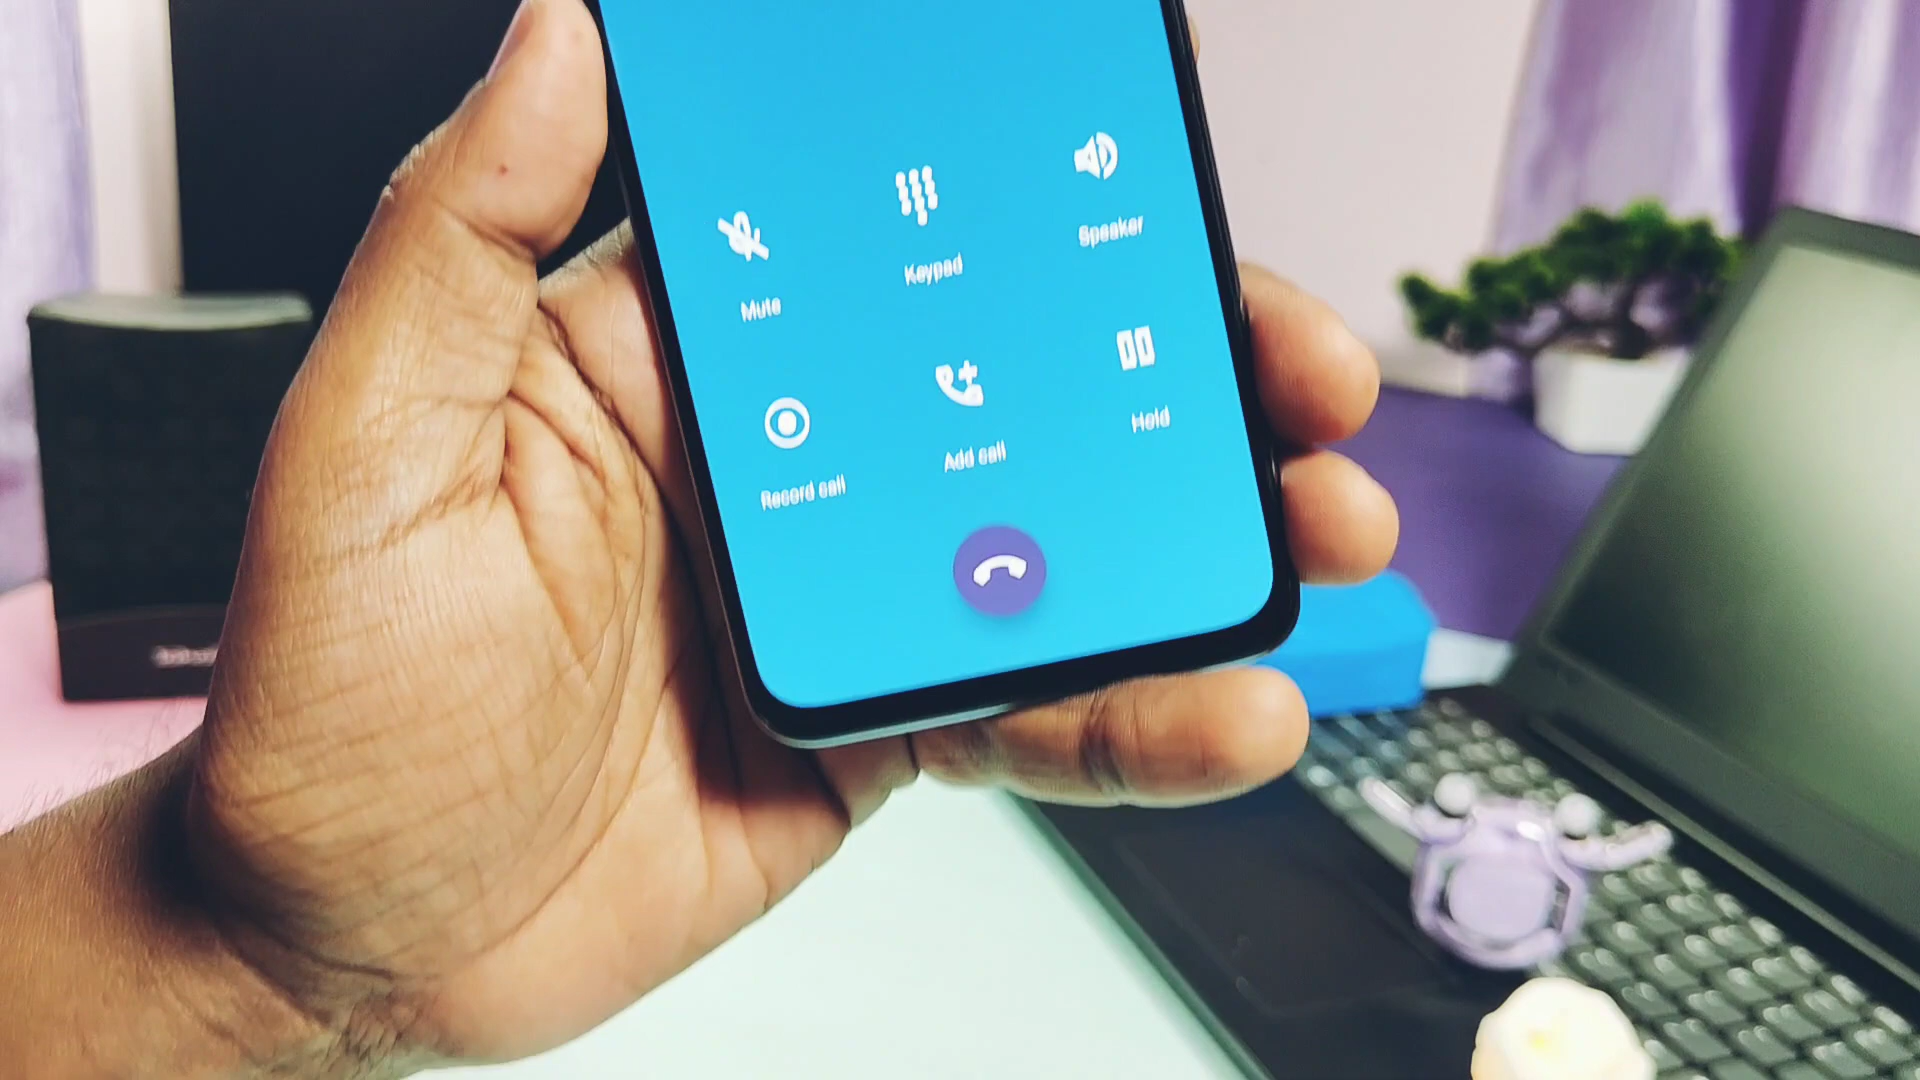 Mute
Keypad
Speaker
Record call
Add call
Hold